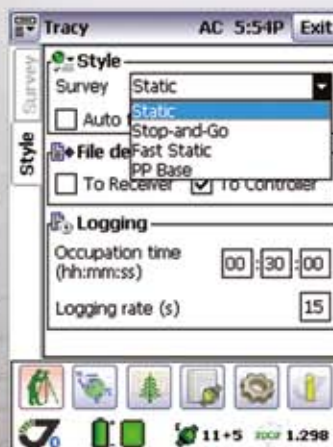 Tracy AC 5:54P Exit
Survey
Style
Style
Survey Static
Auto
Static
Stop-and-Go
Fast Static
PP Base
File de
To Receiver To Controller
Logging
Occupation time
(hh:mm:ss)
00 : 30 : 00
Logging rate (s) 15
11+5 1.298